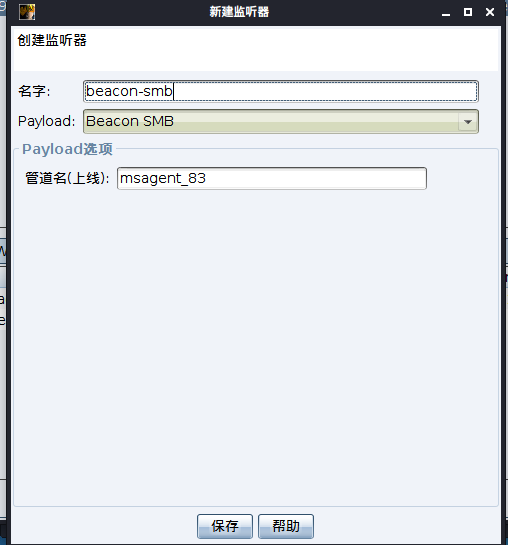 新建监听器
创建监听器
名字: beacon-smb
Payload: Beacon SMB
Payload选项
管道名(上线): msagent_83
保存 帮助